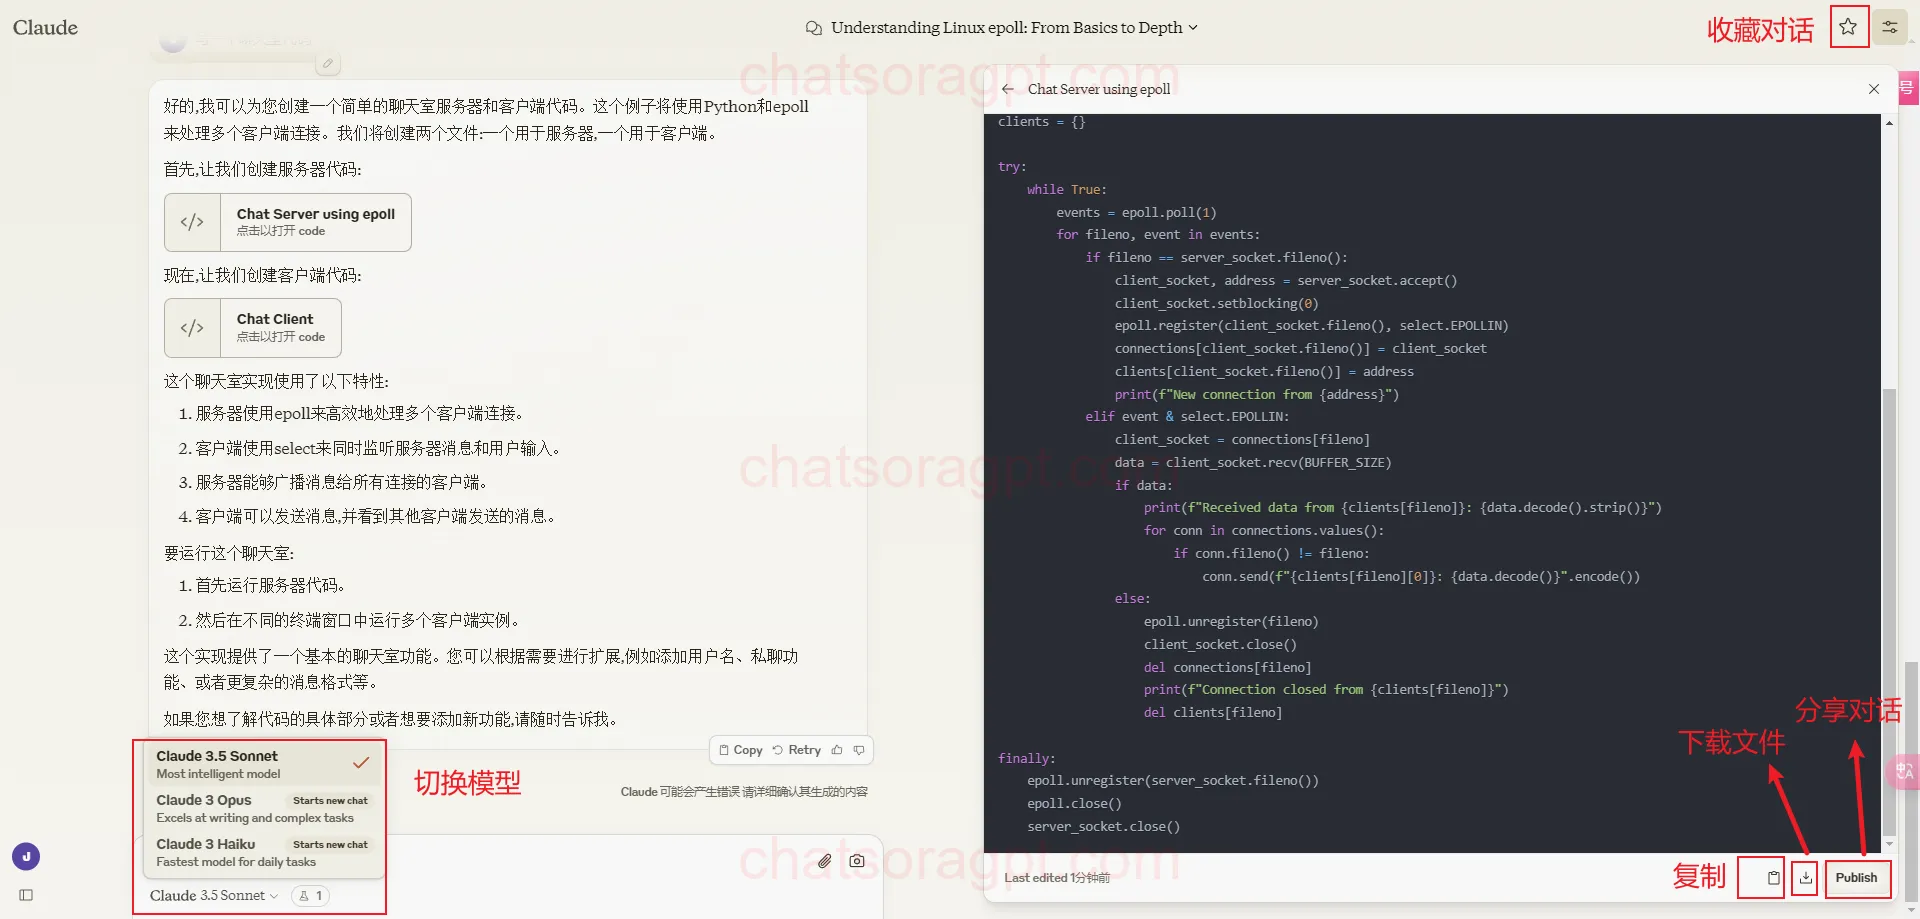 Claude
Understanding Linux epoll: From Basics to Depth
收藏对话
chatsoragpt.com
好的,我可以为您创建一个简单的聊天室服务器和客户端代码。这个例子将使用Python和epoll
来处理多个客户端连接。我们将创建两个文件:一个用于服务器,一个用于客户端。
首先,让我们创建服务器代码:
</>
Chat Server using epoll
点击以打开 code
现在,让我们创建客户端代码:
</>
Chat Client
点击以打开 code
这个聊天室实现使用了以下特性:
1. 服务器使用epoll来高效地处理多个客户端连接。
2. 客户端使用select来同时监听服务器消息和用户输入。
3. 服务器能够广播消息给所有连接的客户端。
4. 客户端可以发送消息,并看到其他客户端发送的消息。
要运行这个聊天室:
1. 首先运行服务器代码。
2. 然后在不同的终端窗口中运行多个客户端实例。
这个实现提供了一个基本的聊天室功能。您可以根据需要进行扩展,例如添加用户名、私聊功
能、或者更复杂的消息格式等。
如果您想了解代码的具体部分或者想要添加新功能,请随时告诉我。
Copy Retry
Claude 可能会产生错误 请详细确认其生成的内容
Claude 3.5 Sonnet
Most intelligent model
Claude 3 Opus Starts new chat
Excels at writing and complex tasks
Claude 3 Haiku Starts new chat
Fastest model for daily tasks
Claude 3.5 Sonnet 1
切换模型
J
chatsoragpt.com
chatsoragpt.com
Chat Server using epoll
号
clients = {}
try:
while True:
events = epoll.poll(1)
for fileno, event in events:
if fileno == server_socket.fileno():
client_socket, address = server_socket.accept()
client_socket.setblocking(0)
epoll.register(client_socket.fileno(), select.EPOLLIN)
connections[client_socket.fileno()] = client_socket
clients[client_socket.fileno()] = address
print(f"New connection from {address}")
elif event & select.EPOLLIN:
client_socket = connections[fileno]
data = client_socket.recv(BUFFER_SIZE)
if data:
print(f"Received data from {clients[fileno]}: {data.decode().strip()}")
for conn in connections.values():
if conn.fileno() != fileno:
conn.send(f"{clients[fileno][0]}: {data.decode()}".encode())
else:
epoll.unregister(fileno)
client_socket.close()
del connections[fileno]
print(f"Connection closed from {clients[fileno]}")
del clients[fileno]
finally:
epoll.unregister(server_socket.fileno())
epoll.close()
server_socket.close()
分享对话
下载文件
中A
Last edited 1分钟前
复制
Publish